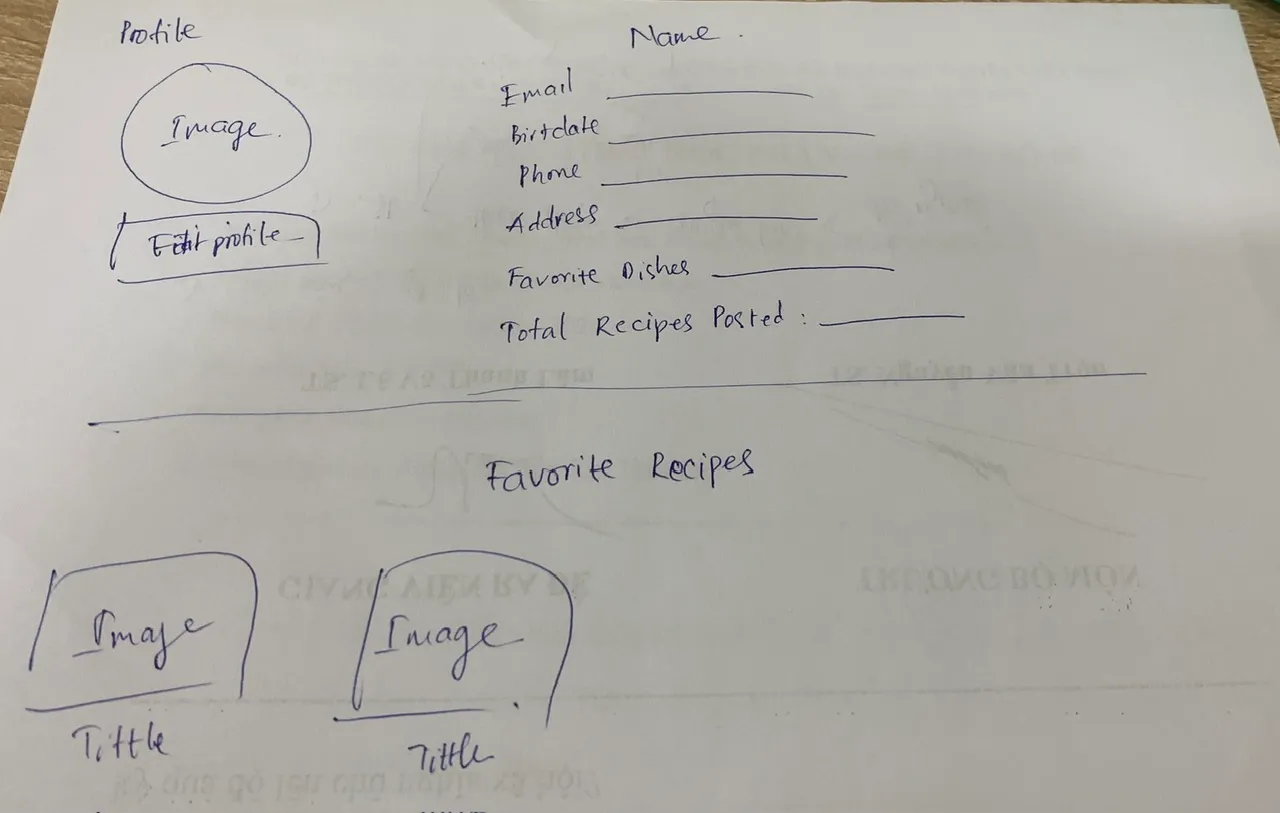 Profile
Name.
Image.
Edit profile
Email
Birtdate
Phone
Address
Favorite Dishes
Total Recipes Posted:
Favorite Recipes
Image
Image
Tittle
Tittle